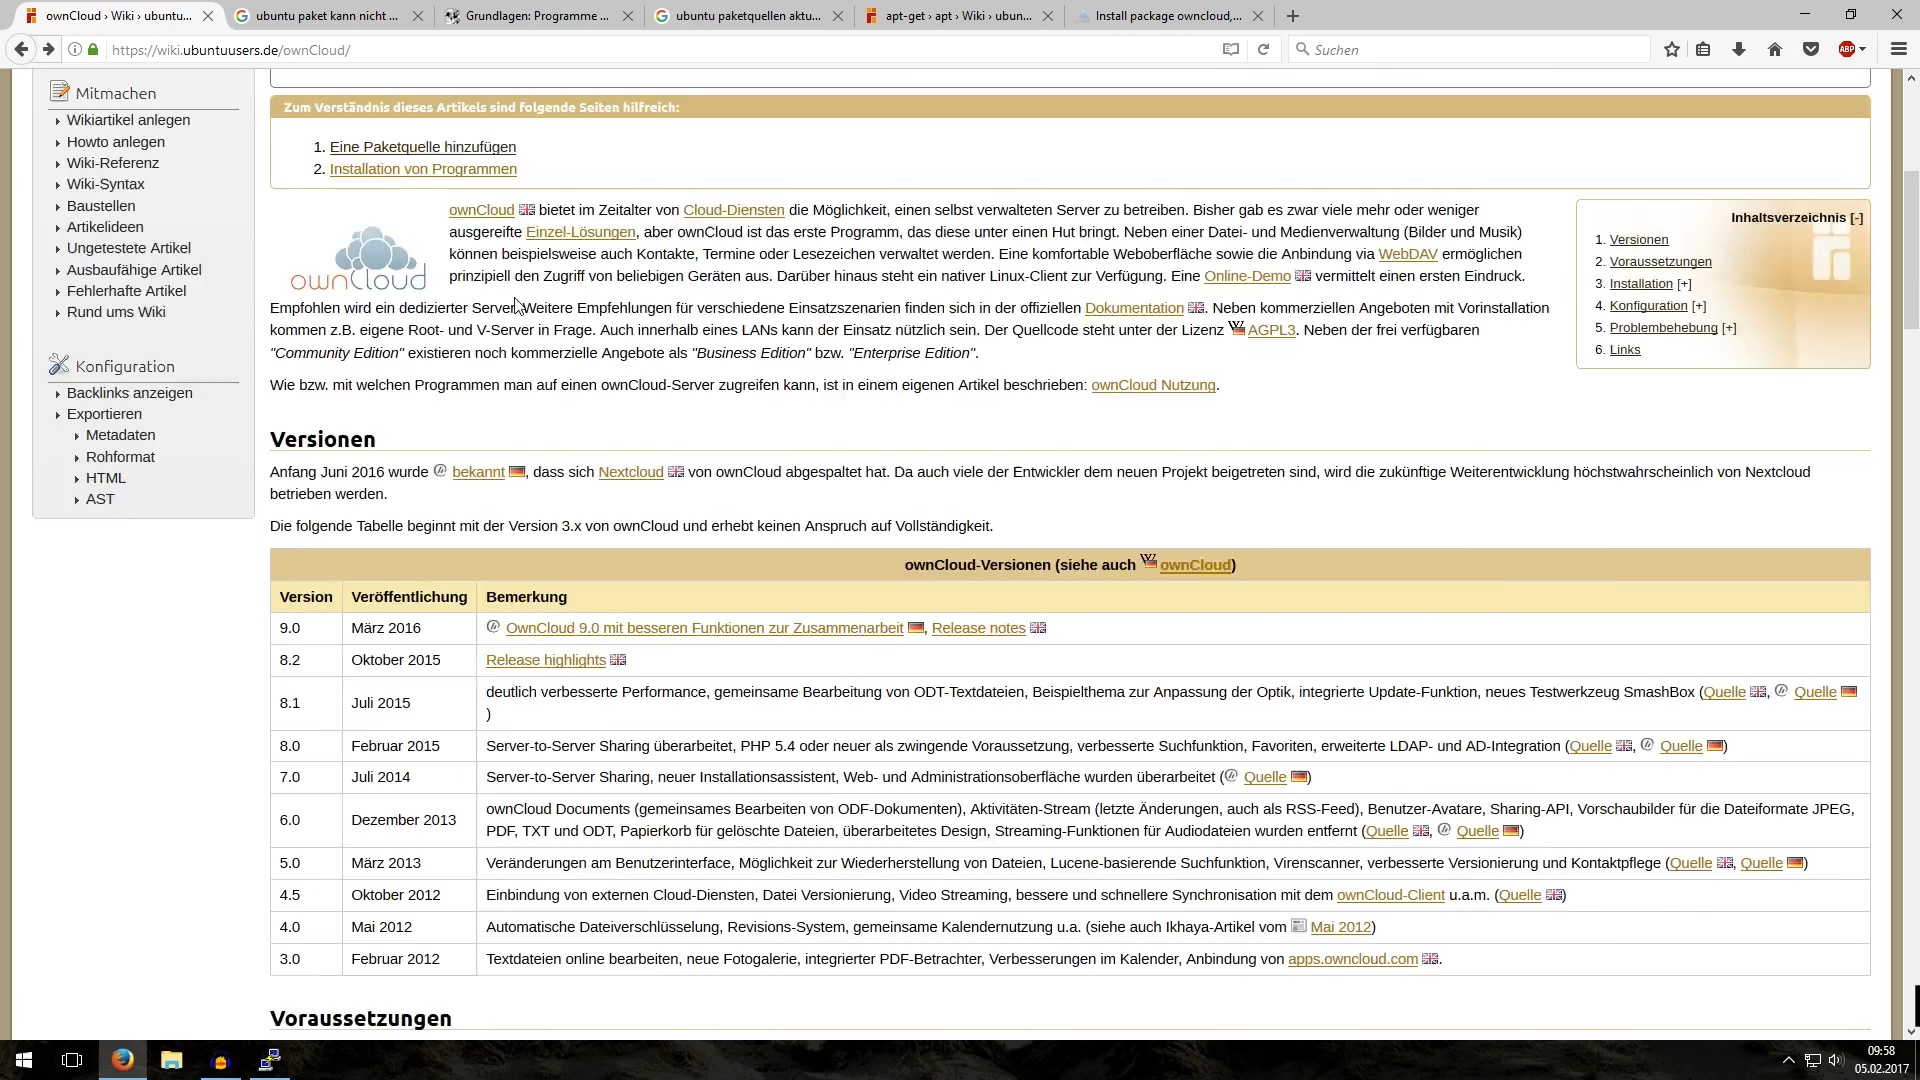 ownCloud › Wiki › ubuntu...
ubuntu paket kann nicht ...
Grundlagen: Programme ...
ubuntu paketquellen aktu...
apt-get › apt › Wiki › ubun...
Install package owncloud,...
https://wiki.ubuntuusers.de/ownCloud/
Suchen
ABP
Mitmachen
Wikiartikel anlegen
Howto anlegen
Wiki-Referenz
Wiki-Syntax
Baustellen
Artikelideen
Ungetestete Artikel
Ausbaufähige Artikel
Fehlerhafte Artikel
Rund ums Wiki
Konfiguration
Backlinks anzeigen
Exportieren
Metadaten
Rohformat
HTML
AST
Zum Verständnis dieses Artikels sind folgende Seiten hilfreich:
1. Eine Paketquelle hinzufügen
2. Installation von Programmen
ownCloud
ownCloud bietet im Zeitalter von Cloud-Diensten die Möglichkeit, einen selbst verwalteten Server zu betreiben. Bisher gab es zwar viele mehr oder weniger
ausgereifte Einzel-Lösungen, aber ownCloud ist das erste Programm, das diese unter einen Hut bringt. Neben einer Datei- und Medienverwaltung (Bilder und Musik)
können beispielsweise auch Kontakte, Termine oder Lesezeichen verwaltet werden. Eine komfortable Weboberfläche sowie die Anbindung via WebDAV ermöglichen
prinzipiell den Zugriff von beliebigen Geräten aus. Darüber hinaus steht ein nativer Linux-Client zur Verfügung. Eine Online-Demo vermittelt einen ersten Eindruck.
Empfohlen wird ein dedizierter Server. Weitere Empfehlungen für verschiedene Einsatzszenarien finden sich in der offiziellen Dokumentation. Neben kommerziellen Angeboten mit Vorinstallation
kommen z.B. eigene Root- und V-Server in Frage. Auch innerhalb eines LANs kann der Einsatz nützlich sein. Der Quellcode steht unter der Lizenz AGPL3. Neben der frei verfügbaren
"Community Edition" existieren noch kommerzielle Angebote als "Business Edition" bzw. "Enterprise Edition".
Wie bzw. mit welchen Programmen man auf einen ownCloud-Server zugreifen kann, ist in einem eigenen Artikel beschrieben: ownCloud Nutzung.
Inhaltsverzeichnis [-]
1. Versionen
2. Voraussetzungen
3. Installation [+]
4. Konfiguration [+]
5. Problembehebung [+]
6. Links
Versionen
Anfang Juni 2016 wurde bekannt, dass sich Nextcloud von ownCloud abgespaltet hat. Da auch viele der Entwickler dem neuen Projekt beigetreten sind, wird die zukünftige Weiterentwicklung höchstwahrscheinlich von Nextcloud
betrieben werden.
Die folgende Tabelle beginnt mit der Version 3.x von ownCloud und erhebt keinen Anspruch auf Vollständigkeit.
ownCloud-Versionen (siehe auch ownCloud)
Version Veröffentlichung Bemerkung
9.0 März 2016 OwnCloud 9.0 mit besseren Funktionen zur Zusammenarbeit, Release notes
8.2 Oktober 2015 Release highlights
8.1 Juli 2015 deutlich verbesserte Performance, gemeinsame Bearbeitung von ODT-Textdateien, Beispielthema zur Anpassung der Optik, integrierte Update-Funktion, neues Testwerkzeug SmashBox (Quelle, Quelle
)
8.0 Februar 2015 Server-to-Server Sharing überarbeitet, PHP 5.4 oder neuer als zwingende Voraussetzung, verbesserte Suchfunktion, Favoriten, erweiterte LDAP- und AD-Integration (Quelle, Quelle)
7.0 Juli 2014 Server-to-Server Sharing, neuer Installationsassistent, Web- und Administrationsoberfläche wurden überarbeitet (Quelle)
6.0 Dezember 2013 ownCloud Documents (gemeinsames Bearbeiten von ODF-Dokumenten), Aktivitäten-Stream (letzte Änderungen, auch als RSS-Feed), Benutzer-Avatare, Sharing-API, Vorschaubilder für die Dateiformate JPEG,
PDF, TXT und ODT, Papierkorb für gelöschte Dateien, überarbeitetes Design, Streaming-Funktionen für Audiodateien wurden entfernt (Quelle, Quelle)
5.0 März 2013 Veränderungen am Benutzerinterface, Möglichkeit zur Wiederherstellung von Dateien, Lucene-basierende Suchfunktion, Virenscanner, verbesserte Versionierung und Kontaktpflege (Quelle, Quelle)
4.5 Oktober 2012 Einbindung von externen Cloud-Diensten, Datei Versionierung, Video Streaming, bessere und schnellere Synchronisation mit dem ownCloud-Client u.a.m. (Quelle)
4.0 Mai 2012 Automatische Dateiverschlüsselung, Revisions-System, gemeinsame Kalendernutzung u.a. (siehe auch Ikhaya-Artikel vom Mai 2012)
3.0 Februar 2012 Textdateien online bearbeiten, neue Fotogalerie, integrierter PDF-Betrachter, Verbesserungen im Kalender, Anbindung von apps.owncloud.com.
Voraussetzungen
09:58
05.02.2017